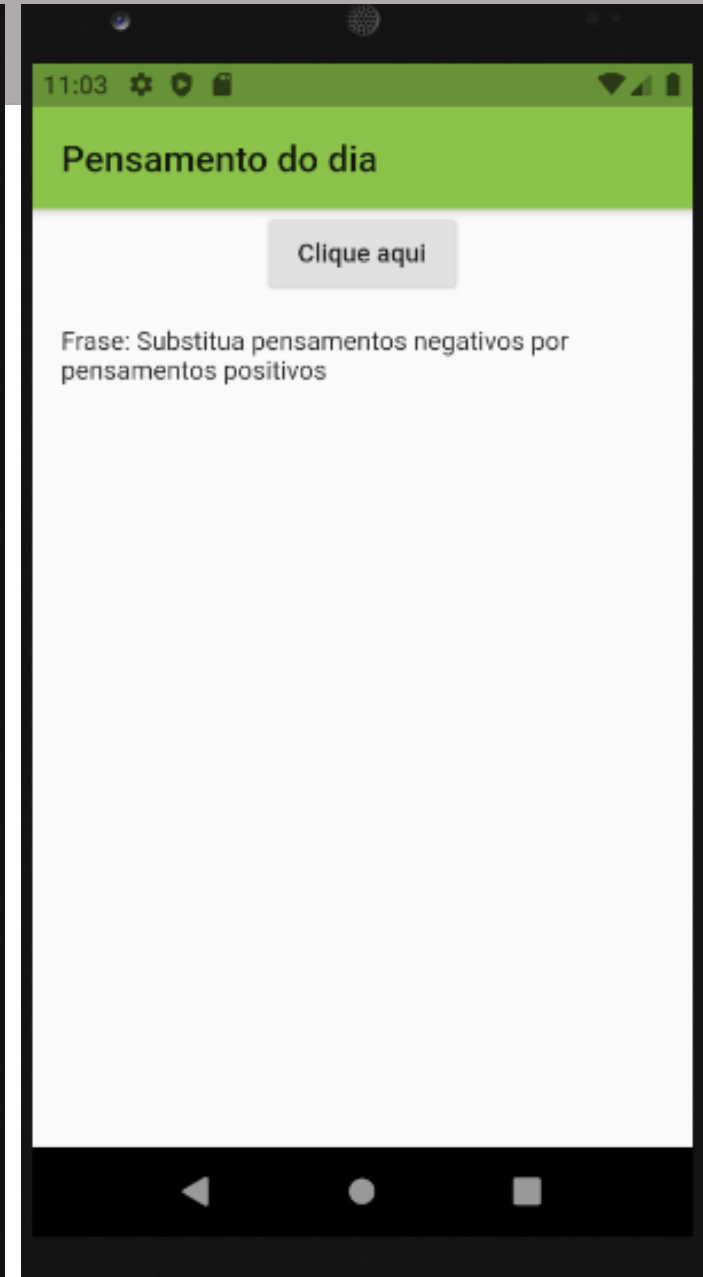 11:03
Pensamento do dia
Clique aqui
Frase: Substitua pensamentos negativos por
pensamentos positivos